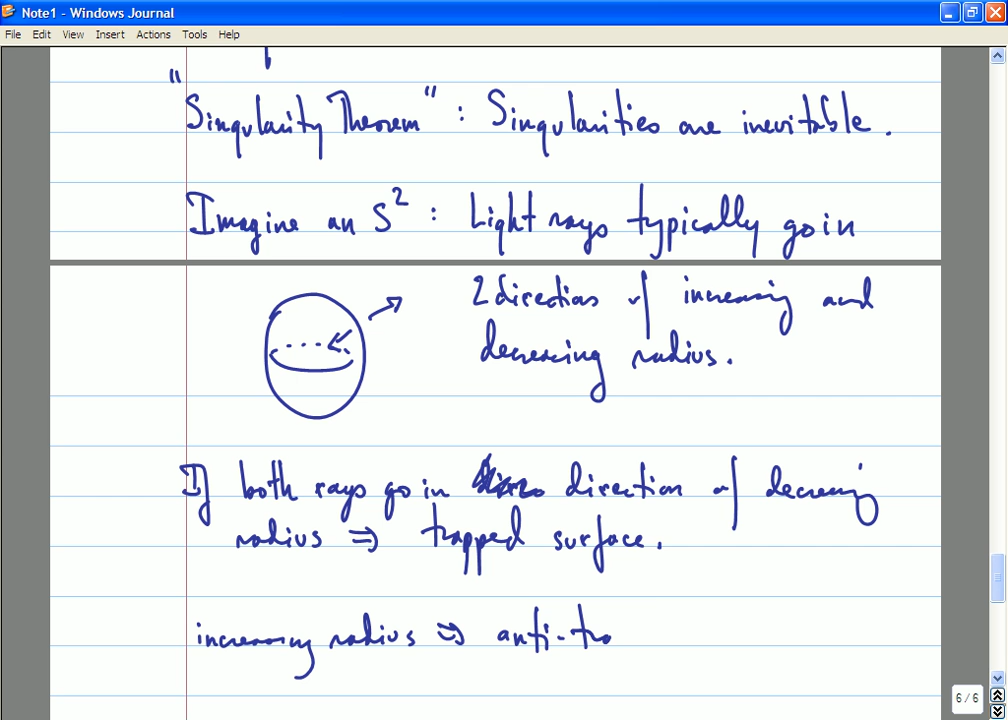 Note1 - Windows Journal
File Edit View Insert Actions Tools Help
"Singularity Theorem" : Singularities are inevitable.
Imagine an S² : Light rays typically go in
2 directions of increasing and
decreasing radius.
If both rays go in direction of decreasing
radius ⇒ trapped surface.
increasing radius ⇒ anti-tra
6 / 6